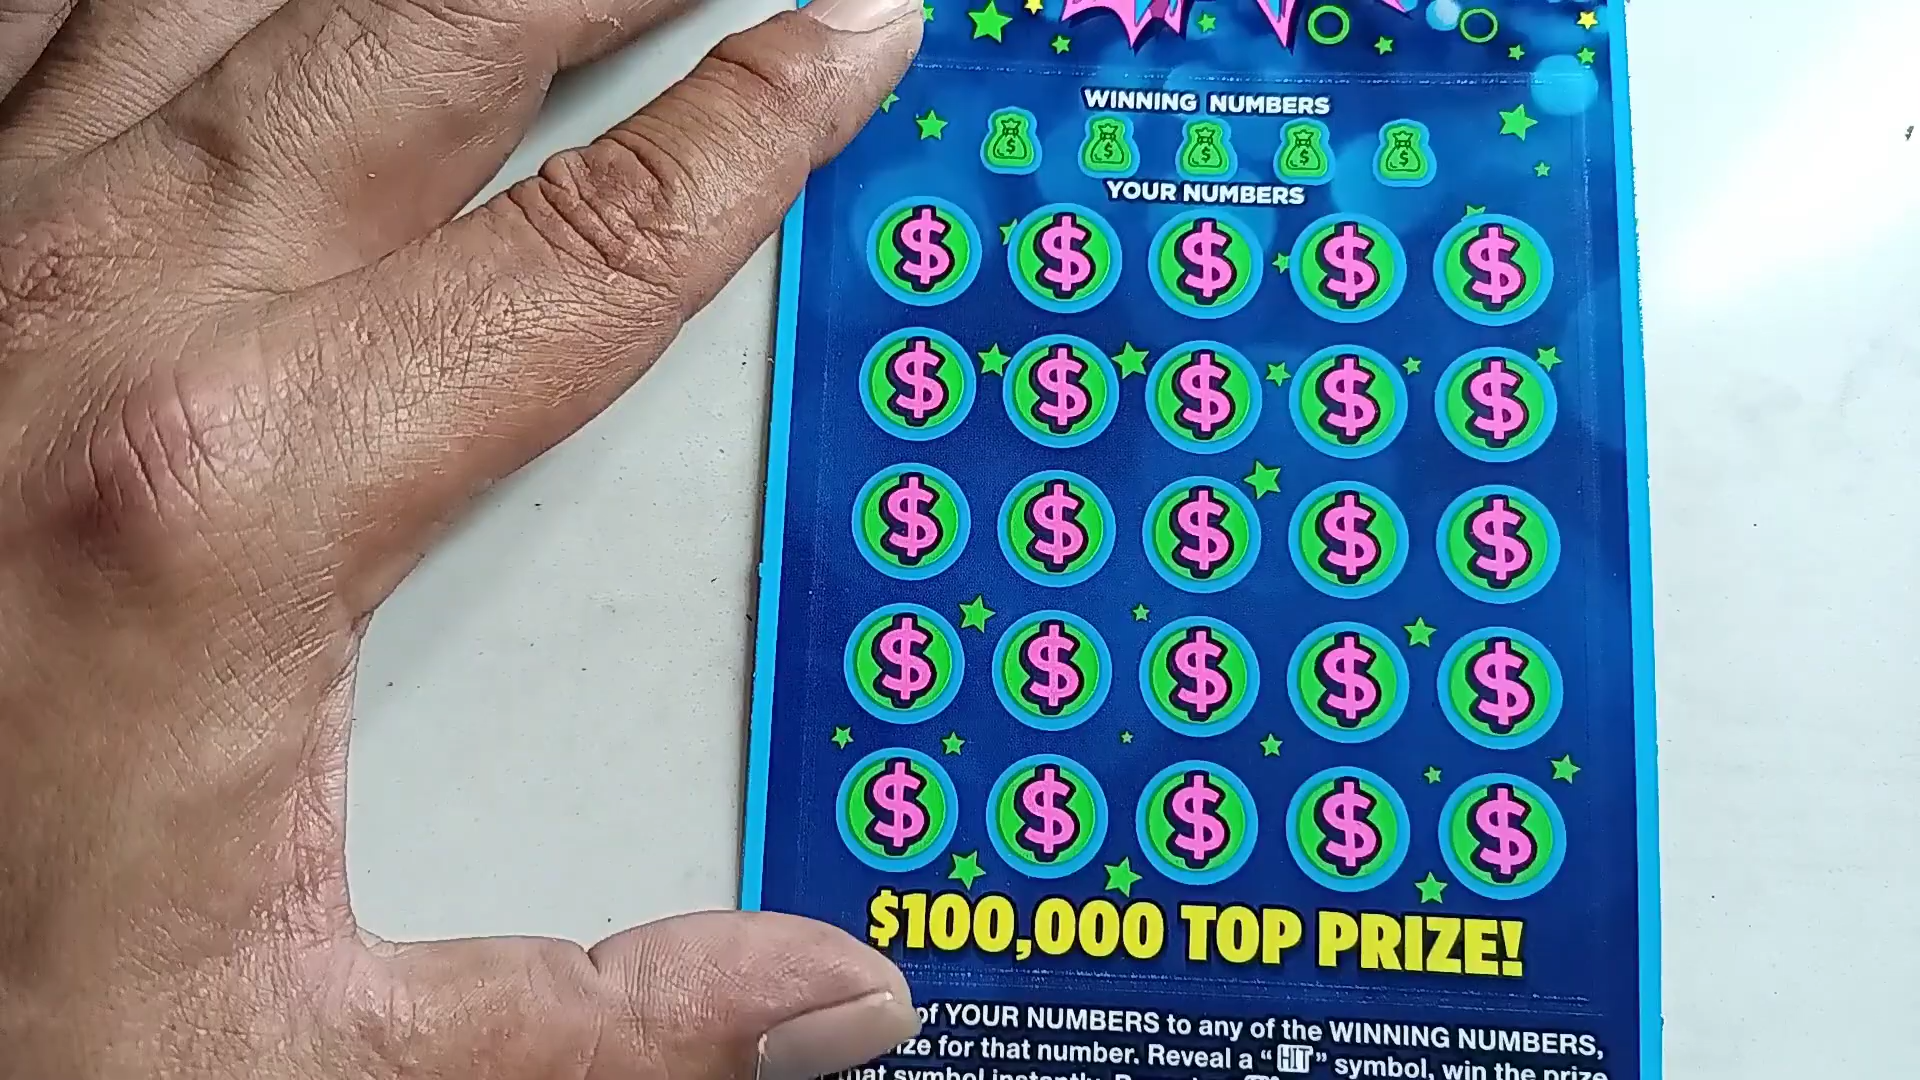 WINNING NUMBERS
YOUR NUMBERS
$100,000 TOP PRIZE!
of YOUR NUMBERS to any of the WINNING NUMBERS,
for that number. Reveal a "HIT" symbol, win the prize
symbol